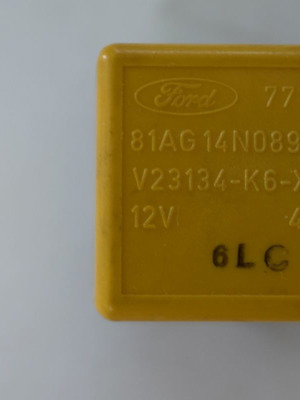 Ford 77
81AG 14N089
V23134-K6-X
12V
6LC